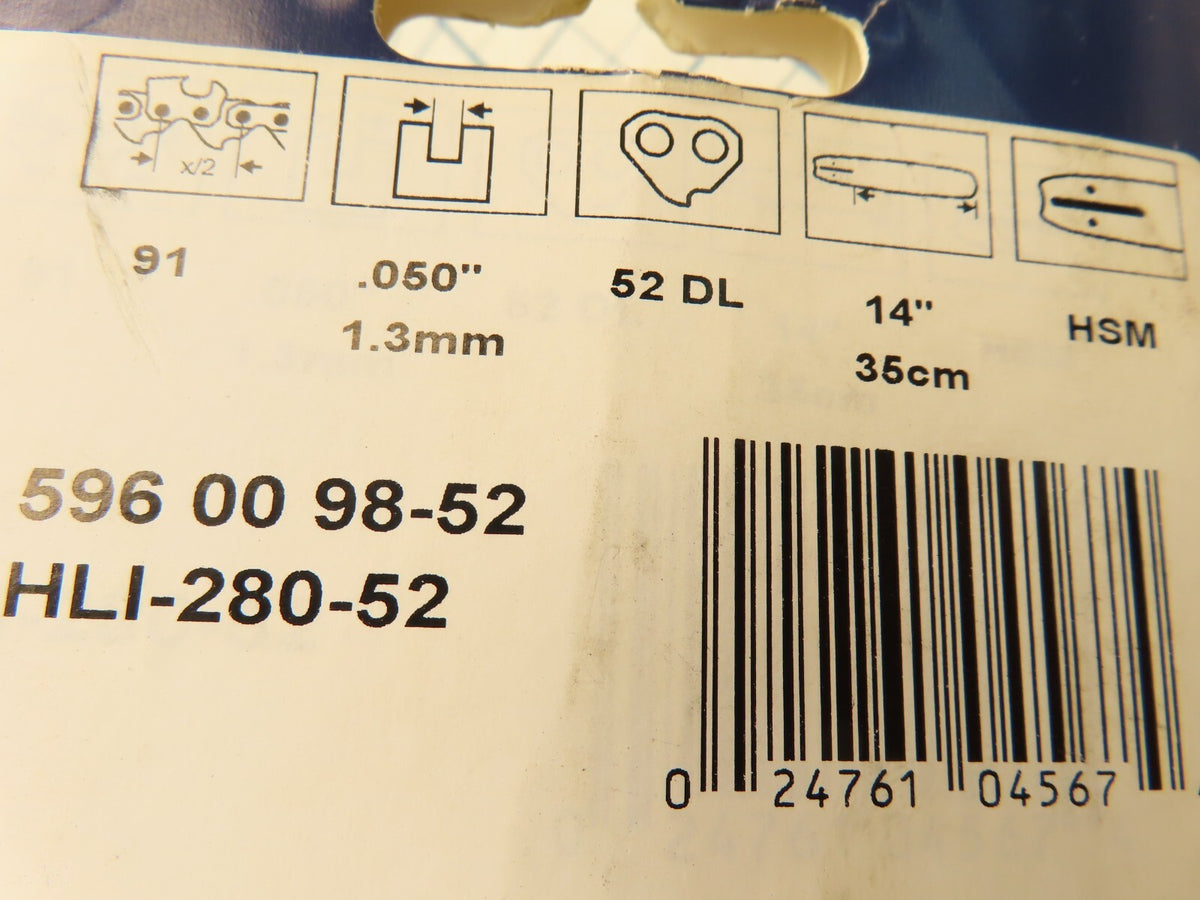 x/2
91
.050"
1.3mm
52 DL
14"
35cm
HSM
596 00 98-52
HLI-280-52
0 24761 04567